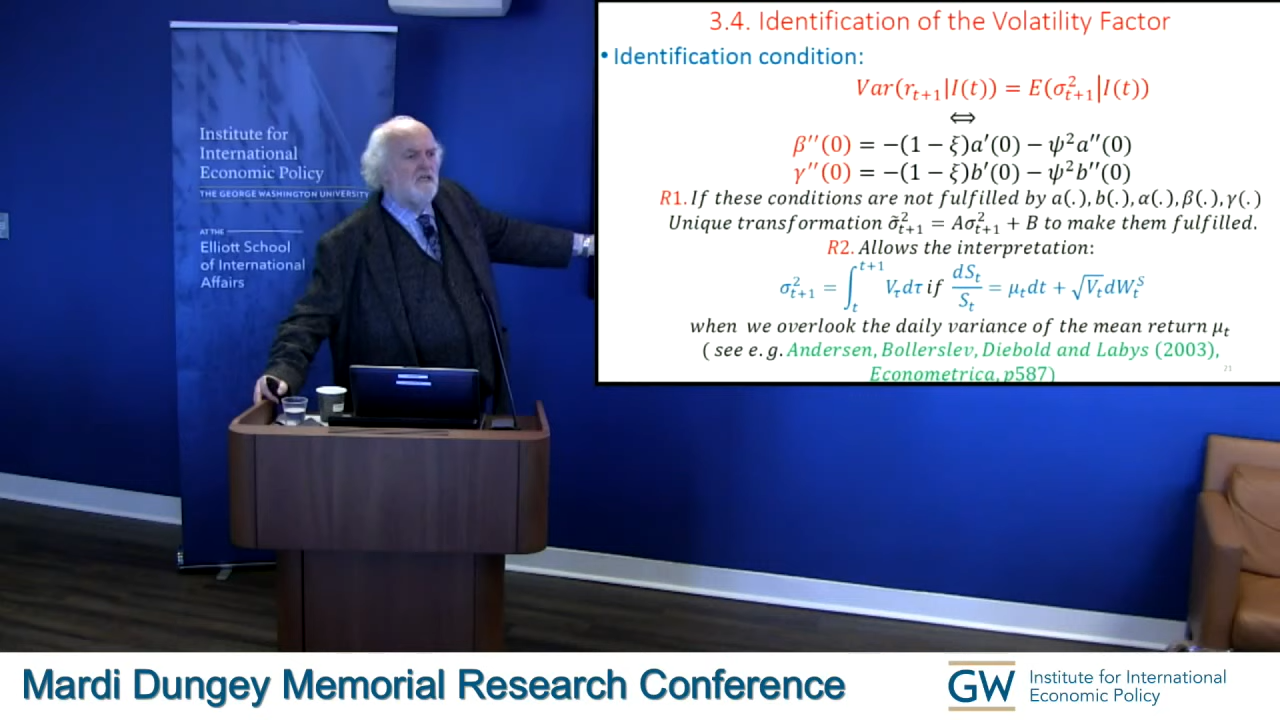 Institute for
International
Economic Policy
THE GEORGE WASHINGTON UNIVERSITY
AT THE
Elliott School
of International
Affairs
3.4. Identification of the Volatility Factor
• Identification condition:
Var(r_{t+1}|I(t)) = E(σ²_{t+1}|I(t))
⟺
β''(0) = −(1 − ξ)a'(0) − ψ²a''(0)
γ''(0) = −(1 − ξ)b'(0) − ψ²b''(0)
R1. If these conditions are not fulfilled by a(.), b(.), α(.), β(.), γ(.)
Unique transformation σ̃²_{t+1} = Aσ²_{t+1} + B to make them fulfilled.
R2. Allows the interpretation:
σ²_{t+1} = ∫_t^{t+1} V_τ dτ if dS_t/S_t = μ_t dt + √V_t dW_t^S
when we overlook the daily variance of the mean return μ_t
( see e. g. Andersen, Bollerslev, Diebold and Labys (2003),
Econometrica, p587)
71
Mardi Dungey Memorial Research Conference
GW
Institute for International
Economic Policy